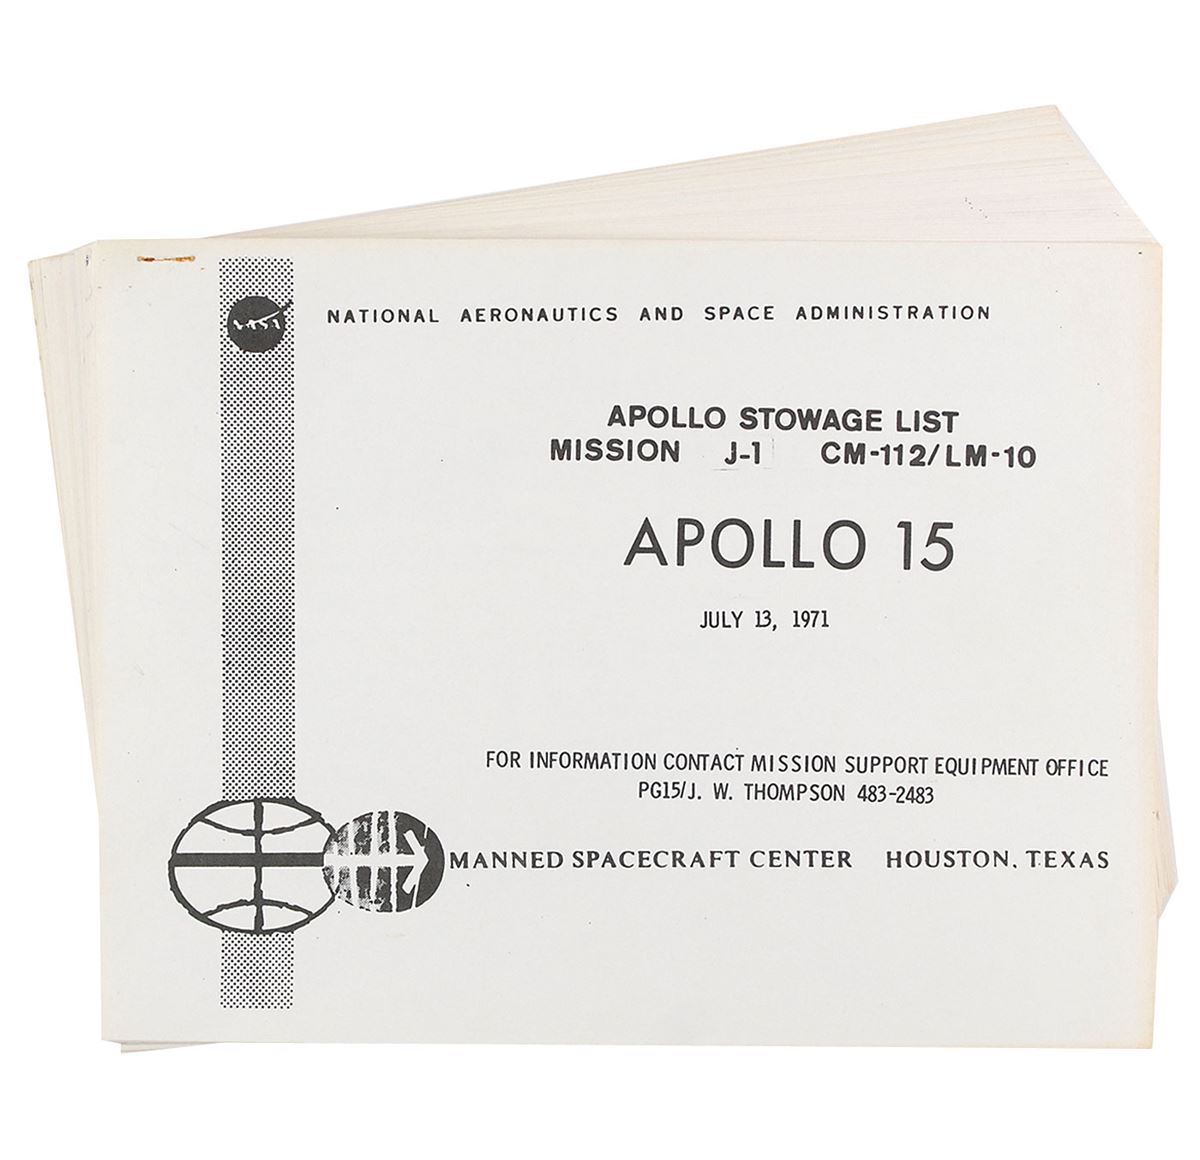 NASA
NATIONAL AERONAUTICS AND SPACE ADMINISTRATION
APOLLO STOWAGE LIST
MISSION J-1 CM-112/LM-10
APOLLO 15
JULY 13, 1971
FOR INFORMATION CONTACT MISSION SUPPORT EQUIPMENT OFFICE
PG15/J. W. THOMPSON 483-2483
MANNED SPACECRAFT CENTER HOUSTON, TEXAS